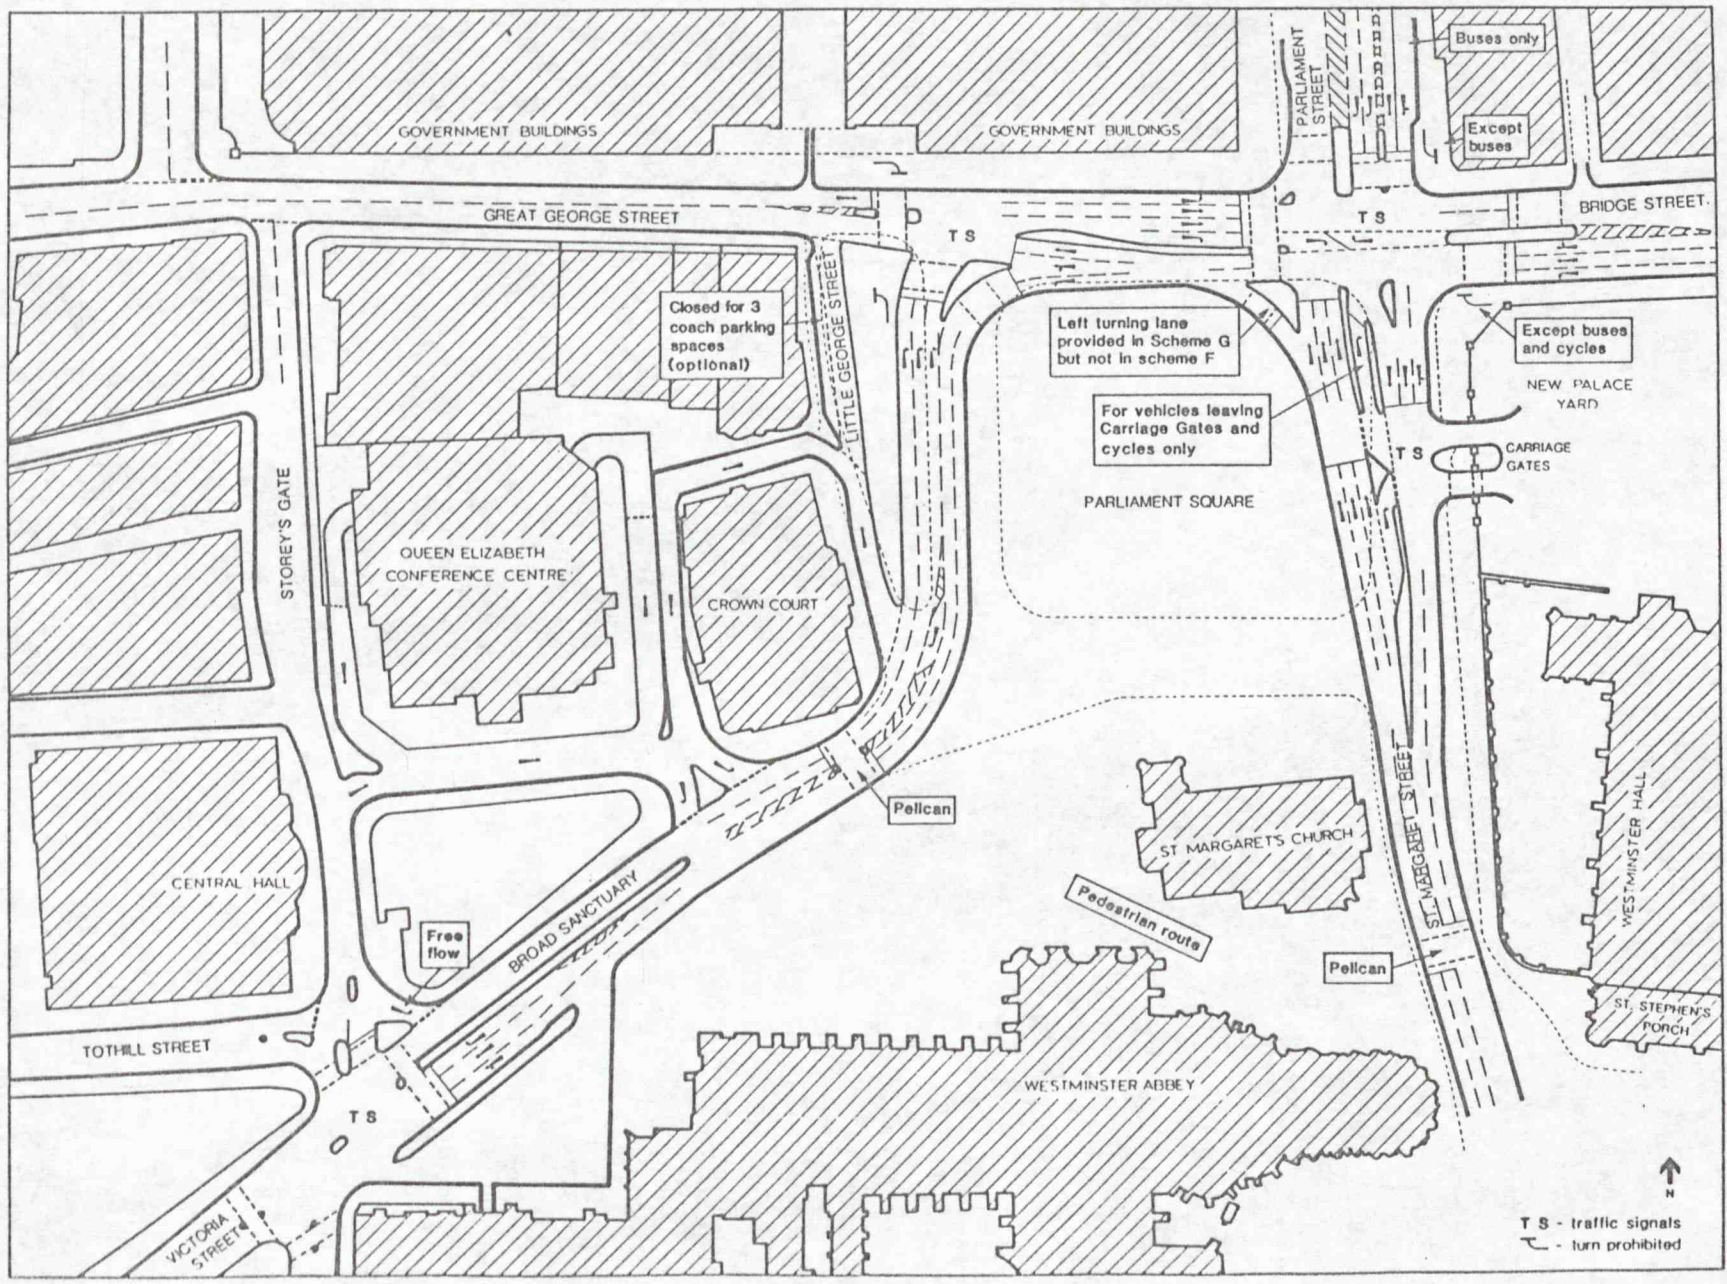 Buses only
PARLIAMENT
STREET
GOVERNMENT BUILDINGS
GOVERNMENT BUILDINGS
Except
buses
GREAT GEORGE STREET
T S
T S
BRIDGE STREET.
Closed for 3
coach parking
spaces
(optional)
LITTLE GEORGE STREET
Left turning lane
provided in Scheme G
but not in scheme F
Except buses
and cycles
NEW PALACE
YARD
For vehicles leaving
Carriage Gates and
cycles only
T S
CARRIAGE
GATES
STOREY'S GATE
PARLIAMENT SQUARE
QUEEN ELIZABETH
CONFERENCE CENTRE
CROWN COURT
Pelican
ST. MARGARET STREET
ST MARGARET'S CHURCH
WESTMINSTER HALL
CENTRAL HALL
BROAD SANCTUARY
Free
flow
Pedestrian route
Pelican
ST. STEPHEN'S
PORCH
TOTHILL STREET
WESTMINSTER ABBEY
T S
VICTORIA
STREET
N
T S - traffic signals
- turn prohibited